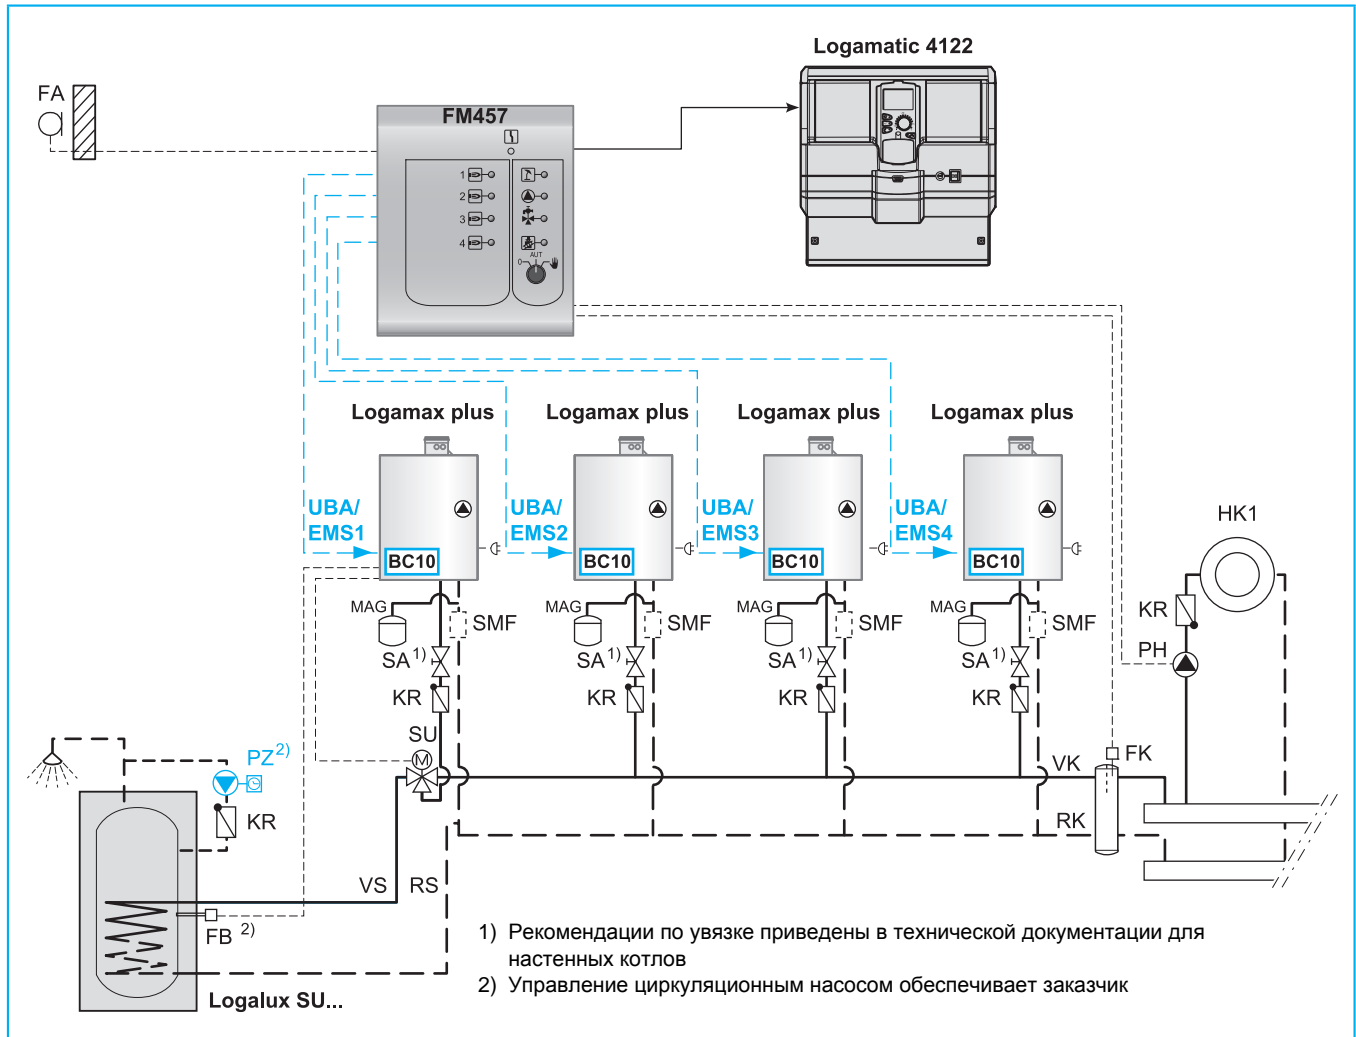 Logamatic 4122
FA
FM457
1
2
3
4
AUT
0
Logamax plus
Logamax plus
Logamax plus
Logamax plus
UBA/
EMS1
UBA/
EMS2
UBA/
EMS3
UBA/
EMS4
HK1
BC10
BC10
BC10
BC10
MAG
SMF
MAG
SMF
MAG
SMF
MAG
SMF
KR
PH
SA 1)
SA 1)
SA 1)
SA 1)
KR
KR
KR
KR
SU
M
PZ 2)
VK
FK
KR
RK
VS
RS
FB 2)
Logalux SU...
1) Рекомендации по увязке приведены в технической документации для
настенных котлов
2) Управление циркуляционным насосом обеспечивает заказчик